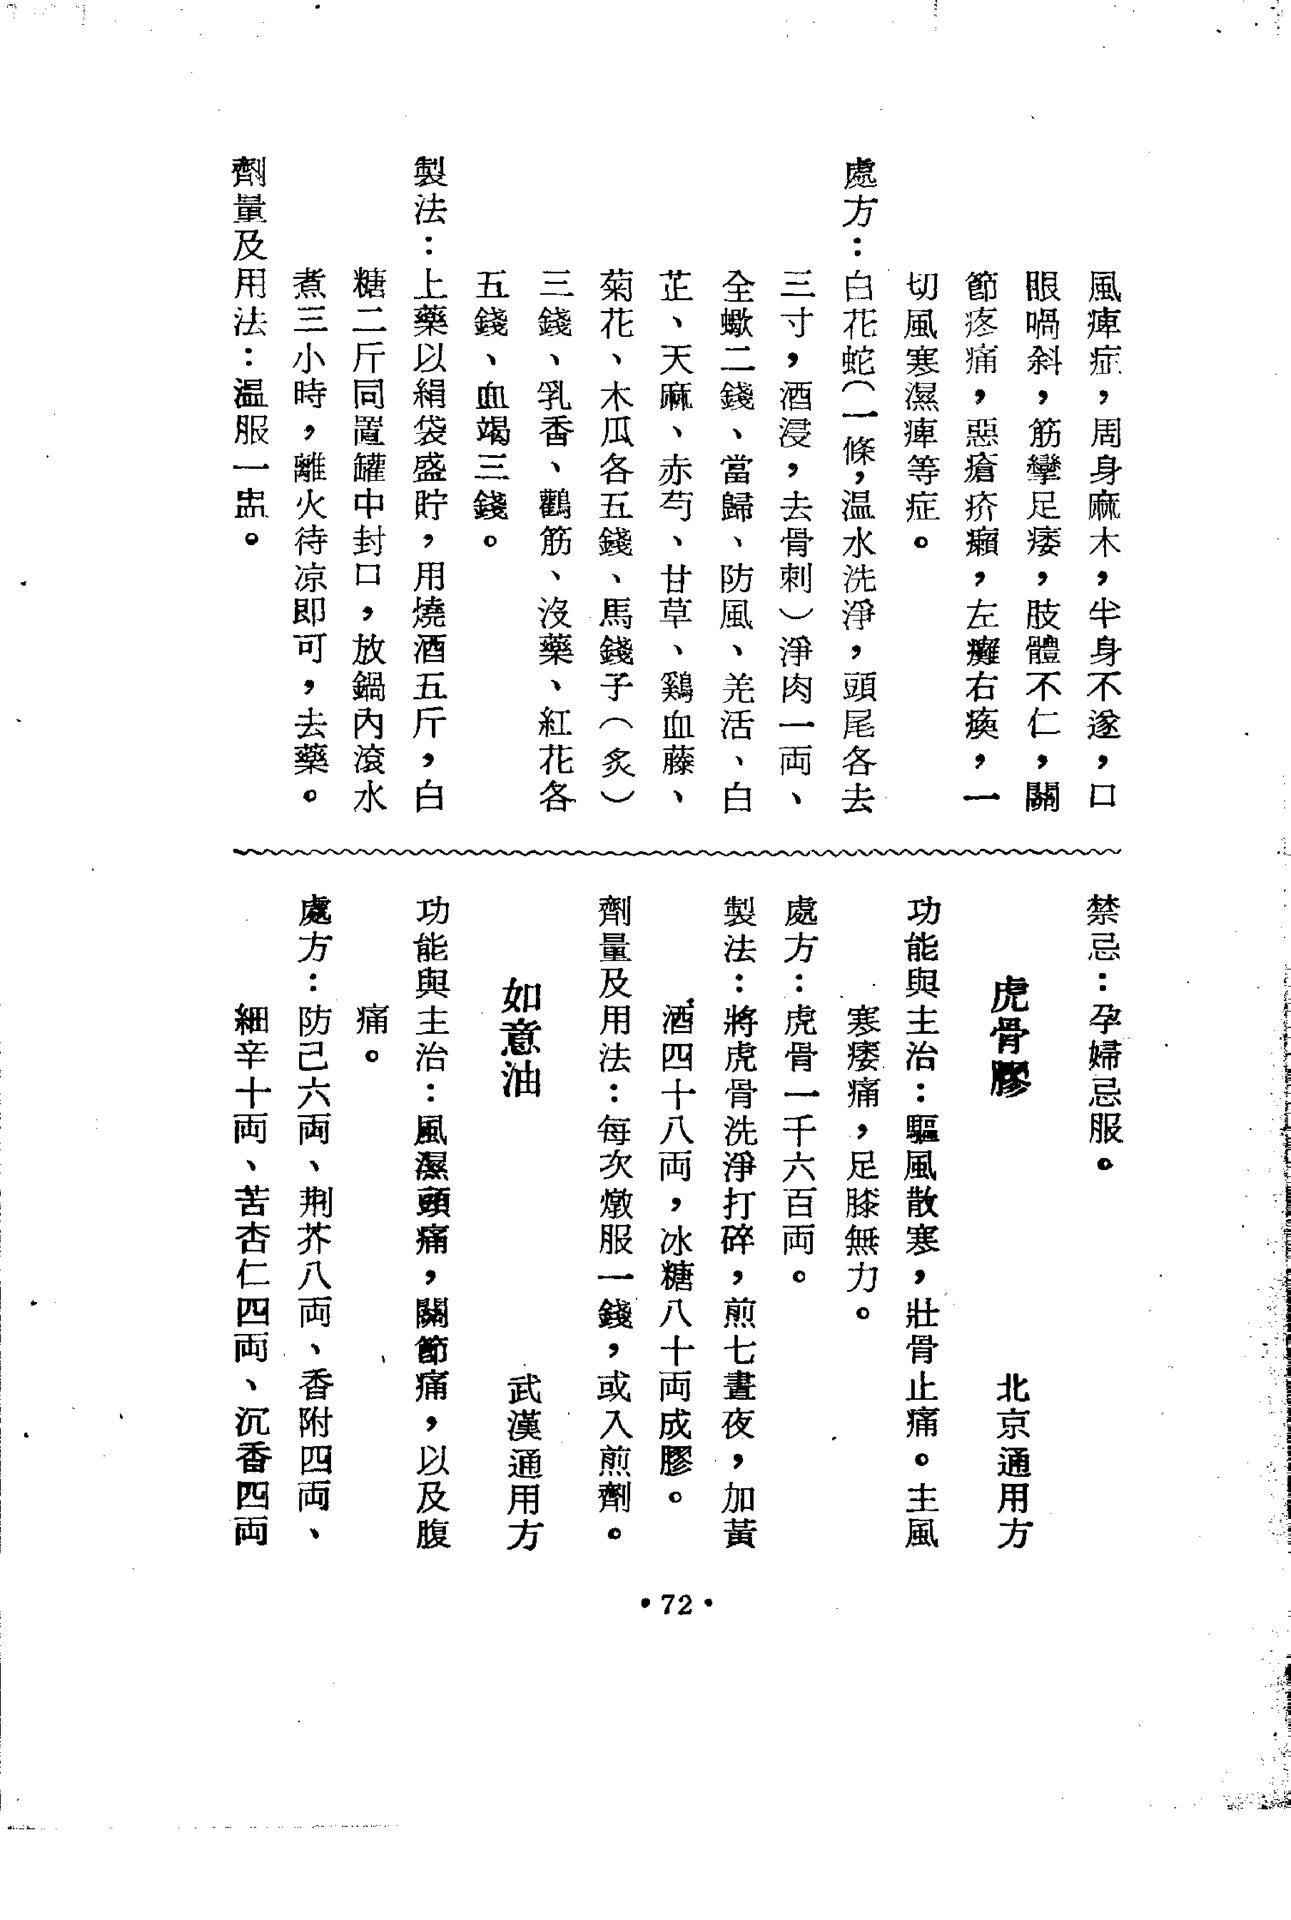 風痺症，周身麻木，半身不遂，口
眼喎斜，筋攣足痿，肢體不仁，關
節疼痛，惡瘡疥癩，左癱右瘓，一
切風寒濕痺等症。
處方：白花蛇（一條，温水洗淨，頭尾各去
三寸，酒浸，去骨刺）淨肉一両、
全蠍二錢、當歸、防風、羌活、白
芷、天麻、赤芍、甘草、鷄血藤、
菊花、木瓜各五錢、馬錢子（炙）
三錢、乳香、鸛筋、沒藥、紅花各
五錢、血竭三錢。
製法：上藥以絹袋盛貯，用燒酒五斤，白
糖二斤同置罐中封口，放鍋內滾水
煮三小時，離火待凉即可，去藥。
劑量及用法：温服一盅。
禁忌：孕婦忌服。
虎骨膠　北京通用方
功能與主治：驅風散寒，壯骨止痛。主風
寒痿痛，足膝無力。
處方：虎骨一千六百両。
製法：將虎骨洗淨打碎，煎七晝夜，加黃
酒四十八両，冰糖八十両成膠。
劑量及用法：每次燉服一錢，或入煎劑。
如意油　武漢通用方
功能與主治：風濕頭痛，關節痛，以及腹
痛。
處方：防己六両、荆芥八両、香附四両、
細辛十両、苦杏仁四両、沉香四両
•72•